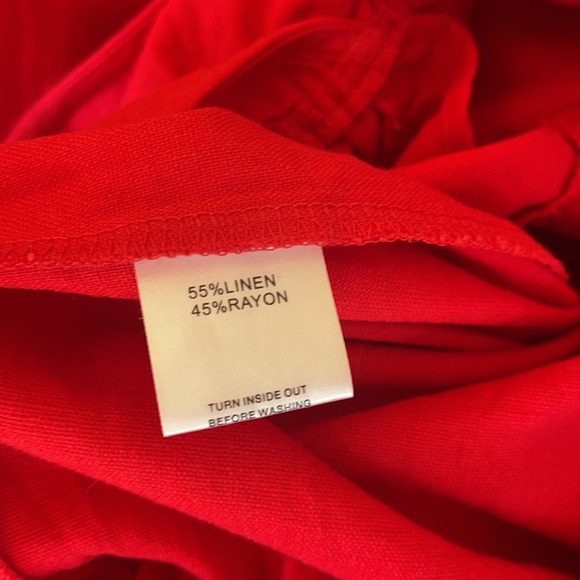 55%LINEN
45%RAYON
TURN INSIDE OUT
BEFORE WASHING